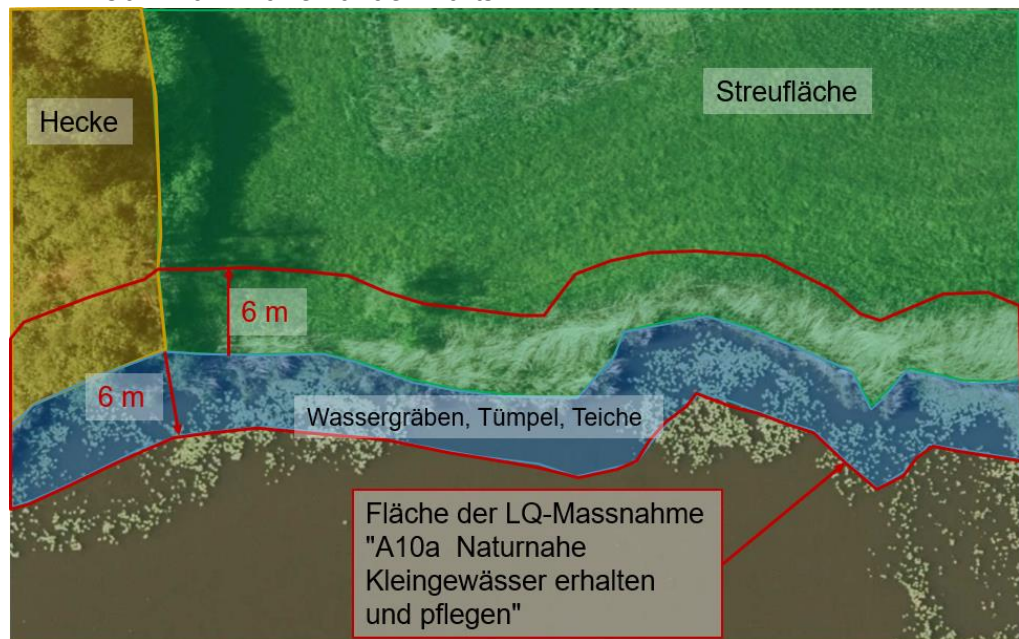 Hecke
Streufläche
6 m
6 m
Wassergräben, Tümpel, Teiche
Fläche der LQ-Massnahme
"A10a Naturnahe
Kleingewässer erhalten
und pflegen"